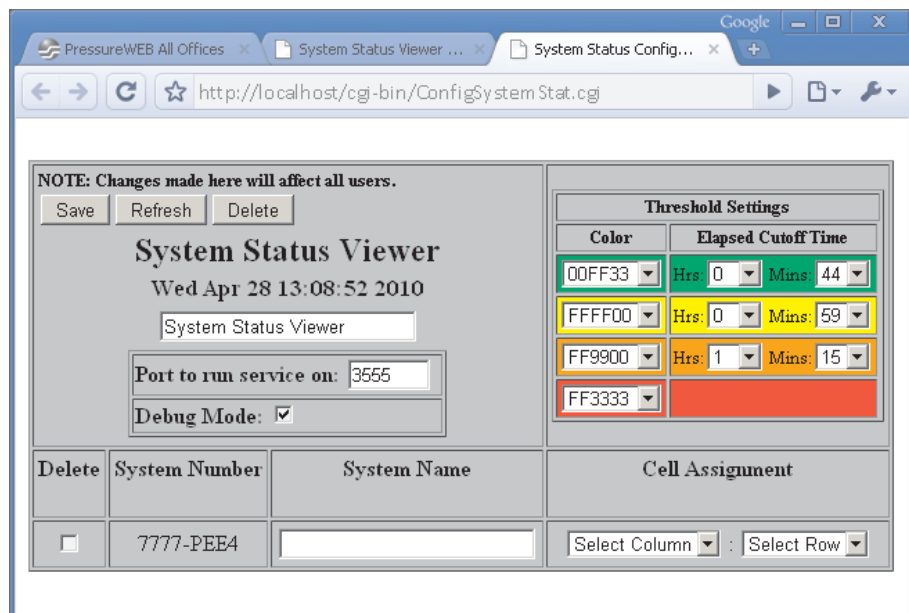 Google
PressureWEB All Offices
System Status Viewer ...
System Status Config...
http://localhost/cgi-bin/ConfigSystemStat.cgi
NOTE: Changes made here will affect all users.
Save Refresh Delete
System Status Viewer
Wed Apr 28 13:08:52 2010
System Status Viewer
Port to run service on: 3555
Debug Mode:
Threshold Settings
Color Elapsed Cutoff Time
00FF33 Hrs: 0 Mins: 44
FFFF00 Hrs: 0 Mins: 59
FF9900 Hrs: 1 Mins: 15
FF3333
Delete System Number System Name Cell Assignment
7777-PEE4 Select Column : Select Row